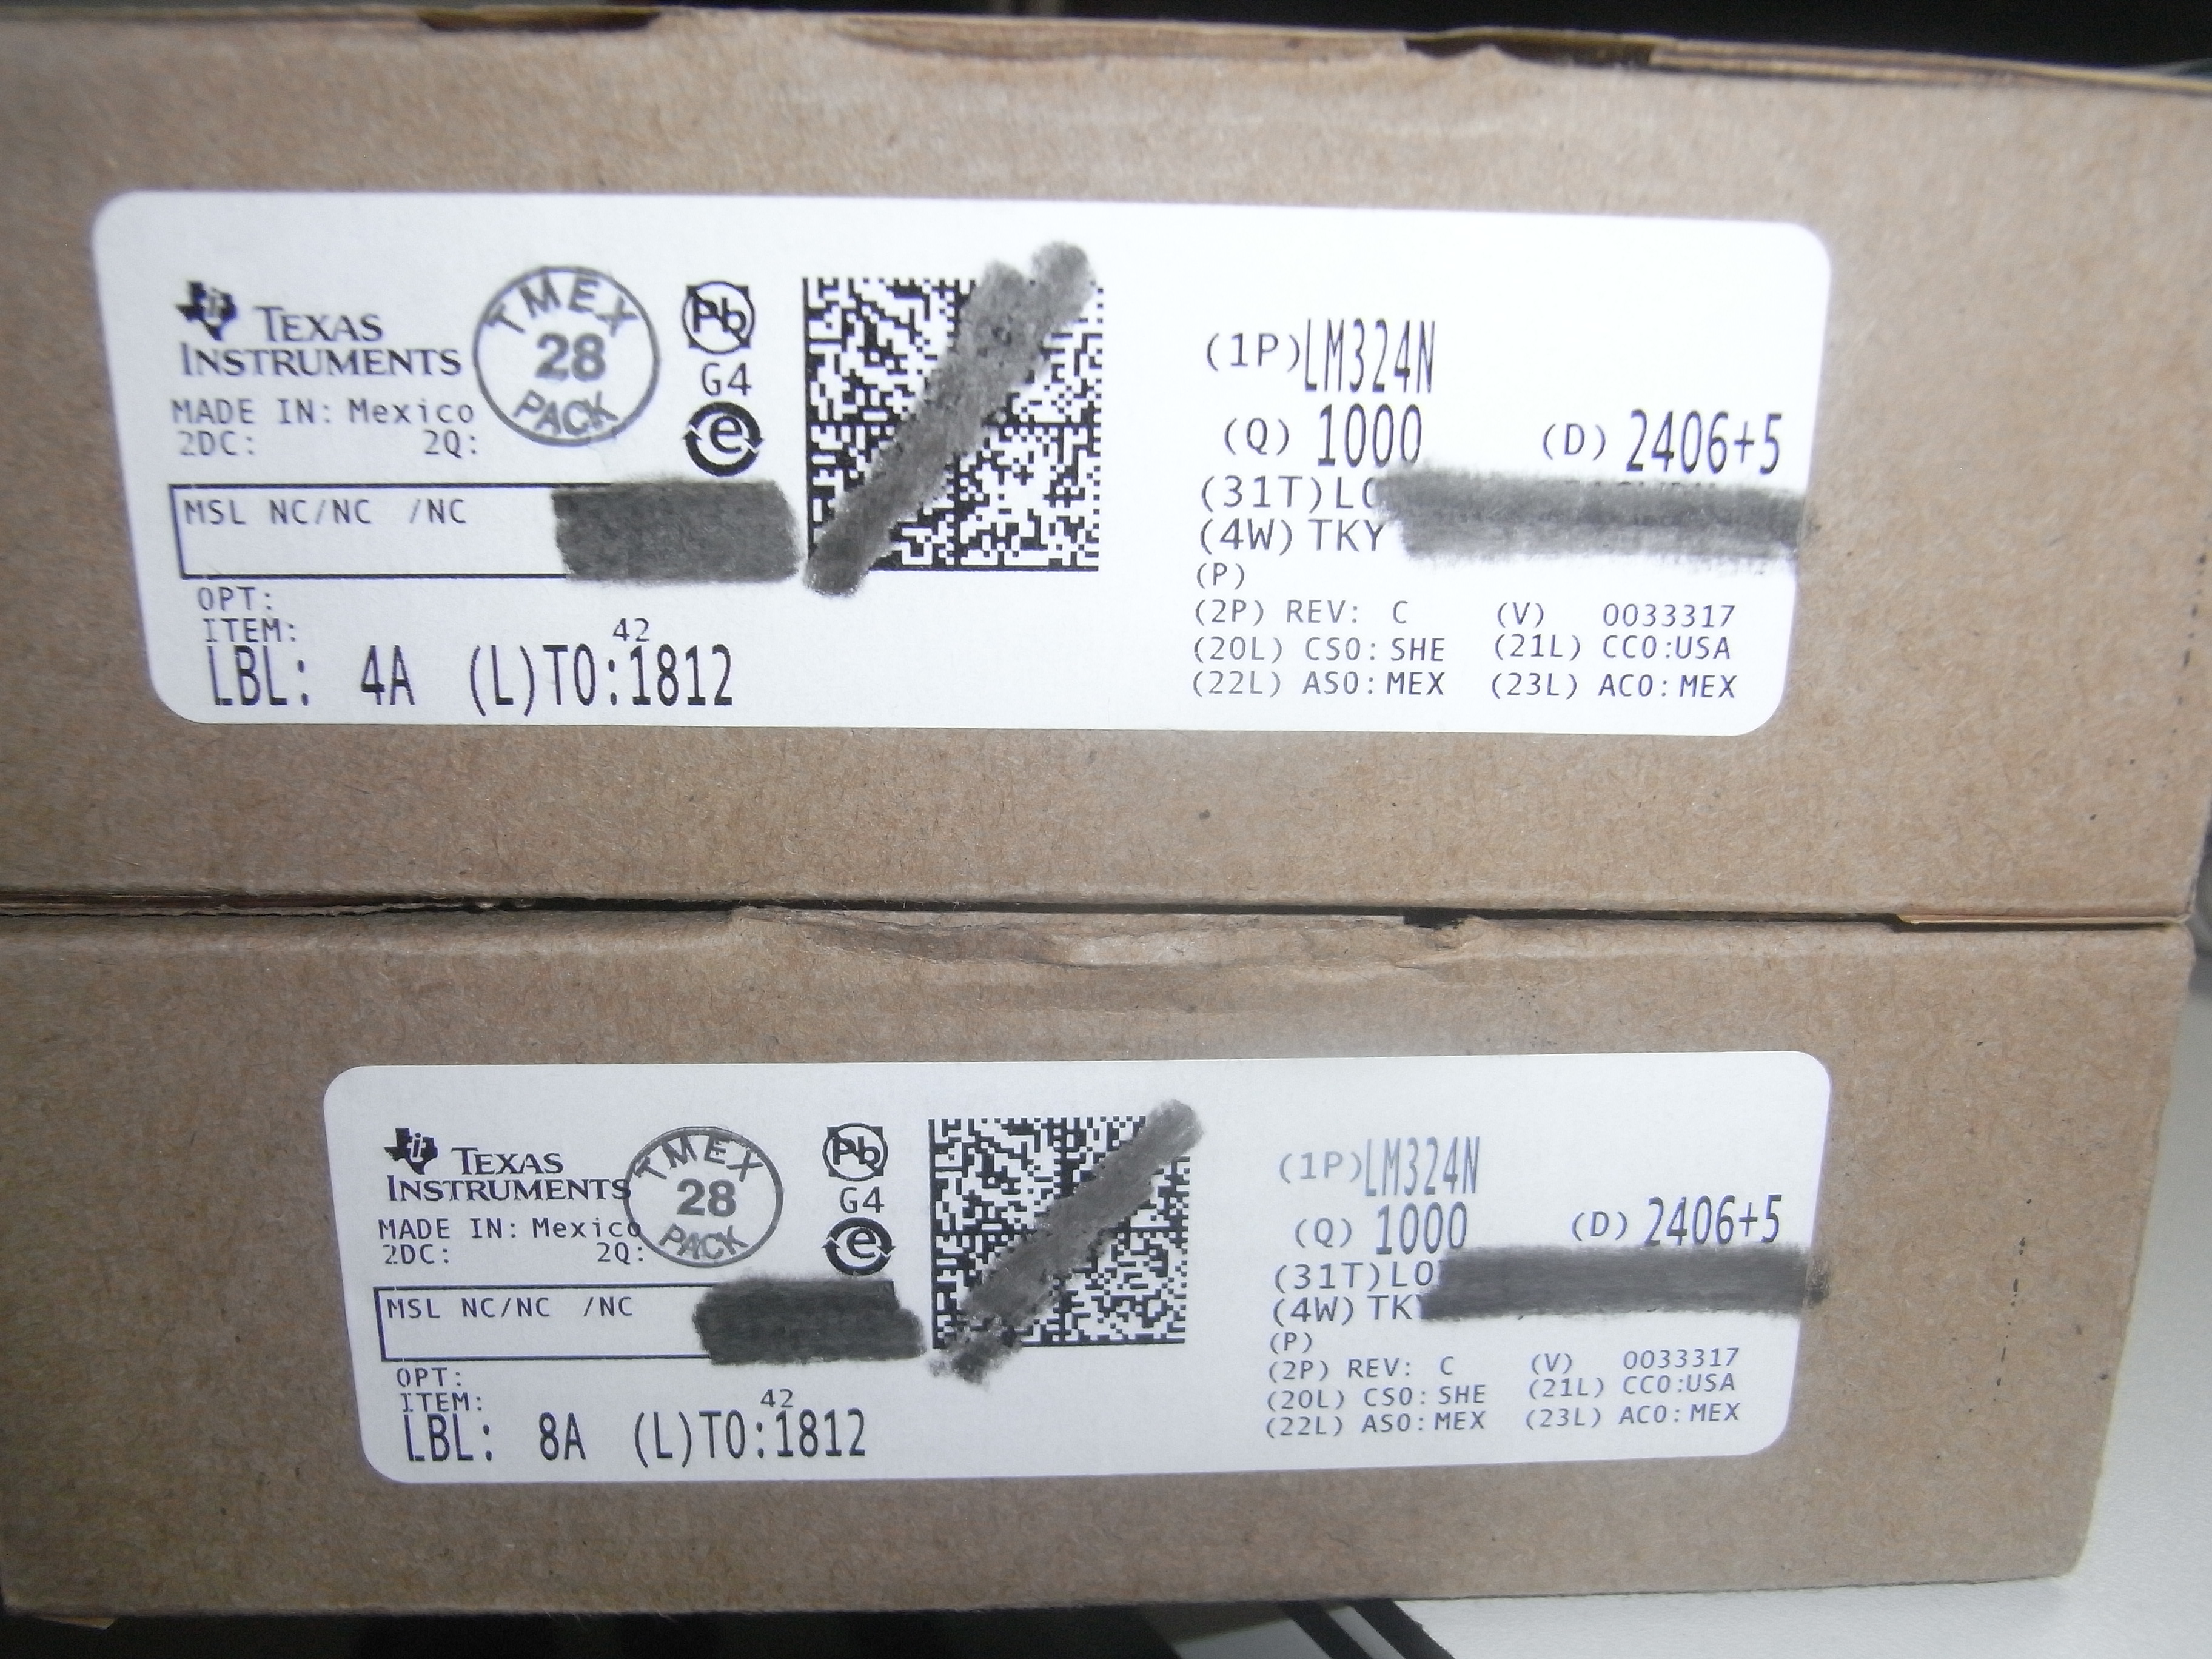 TEXAS
INSTRUMENTS
MADE IN: Mexico
2DC: 2Q:
TMEX
28
PACK
Pb
G4
e
MSL NC/NC /NC
OPT:
ITEM:
42
LBL: 4A (L)TO:1812
(1P)LM324N
(Q) 1000 (D) 2406+5
(31T)LO
(4W) TKY
(P)
(2P) REV: C (V) 0033317
(20L) CSO: SHE (21L) CCO:USA
(22L) ASO: MEX (23L) ACO: MEX
TEXAS
INSTRUMENTS
MADE IN: Mexico
2DC: 2Q:
TMEX
28
PACK
Pb
G4
e
MSL NC/NC /NC
OPT:
ITEM:
42
LBL: 8A (L)TO:1812
(1P)LM324N
(Q) 1000 (D) 2406+5
(31T)LO
(4W) TKY
(P)
(2P) REV: C (V) 0033317
(20L) CSO: SHE (21L) CCO:USA
(22L) ASO: MEX (23L) ACO: MEX